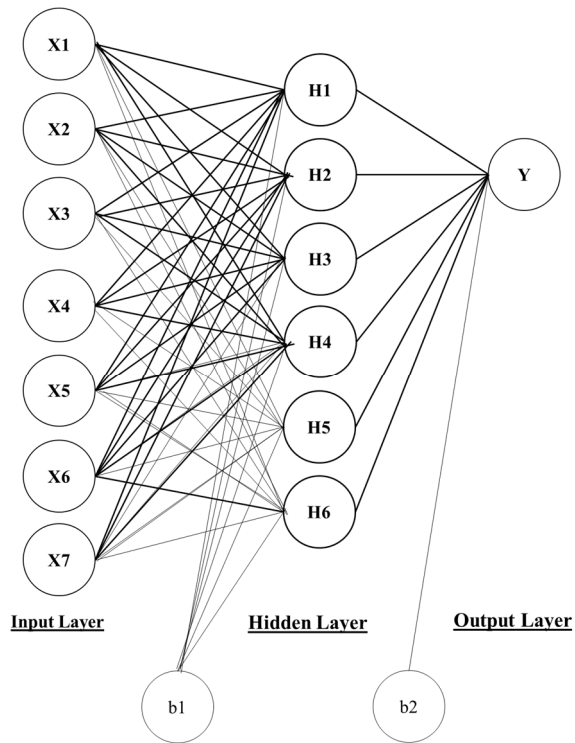 X1
X2
X3
X4
X5
X6
X7
H1
H2
H3
H4
H5
H6
Y
Input Layer
Hidden Layer
Output Layer
b1
b2